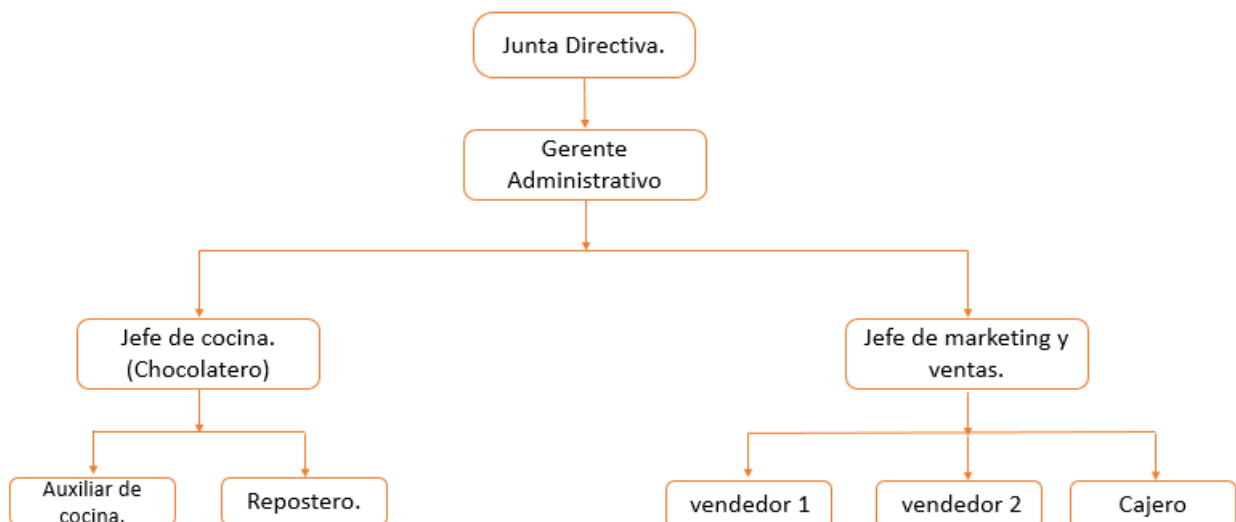 Junta Directiva.
Gerente
Administrativo
Jefe de cocina.
(Chocolatero)
Jefe de marketing y
ventas.
Auxiliar de
cocina.
Repostero.
vendedor 1
vendedor 2
Cajero